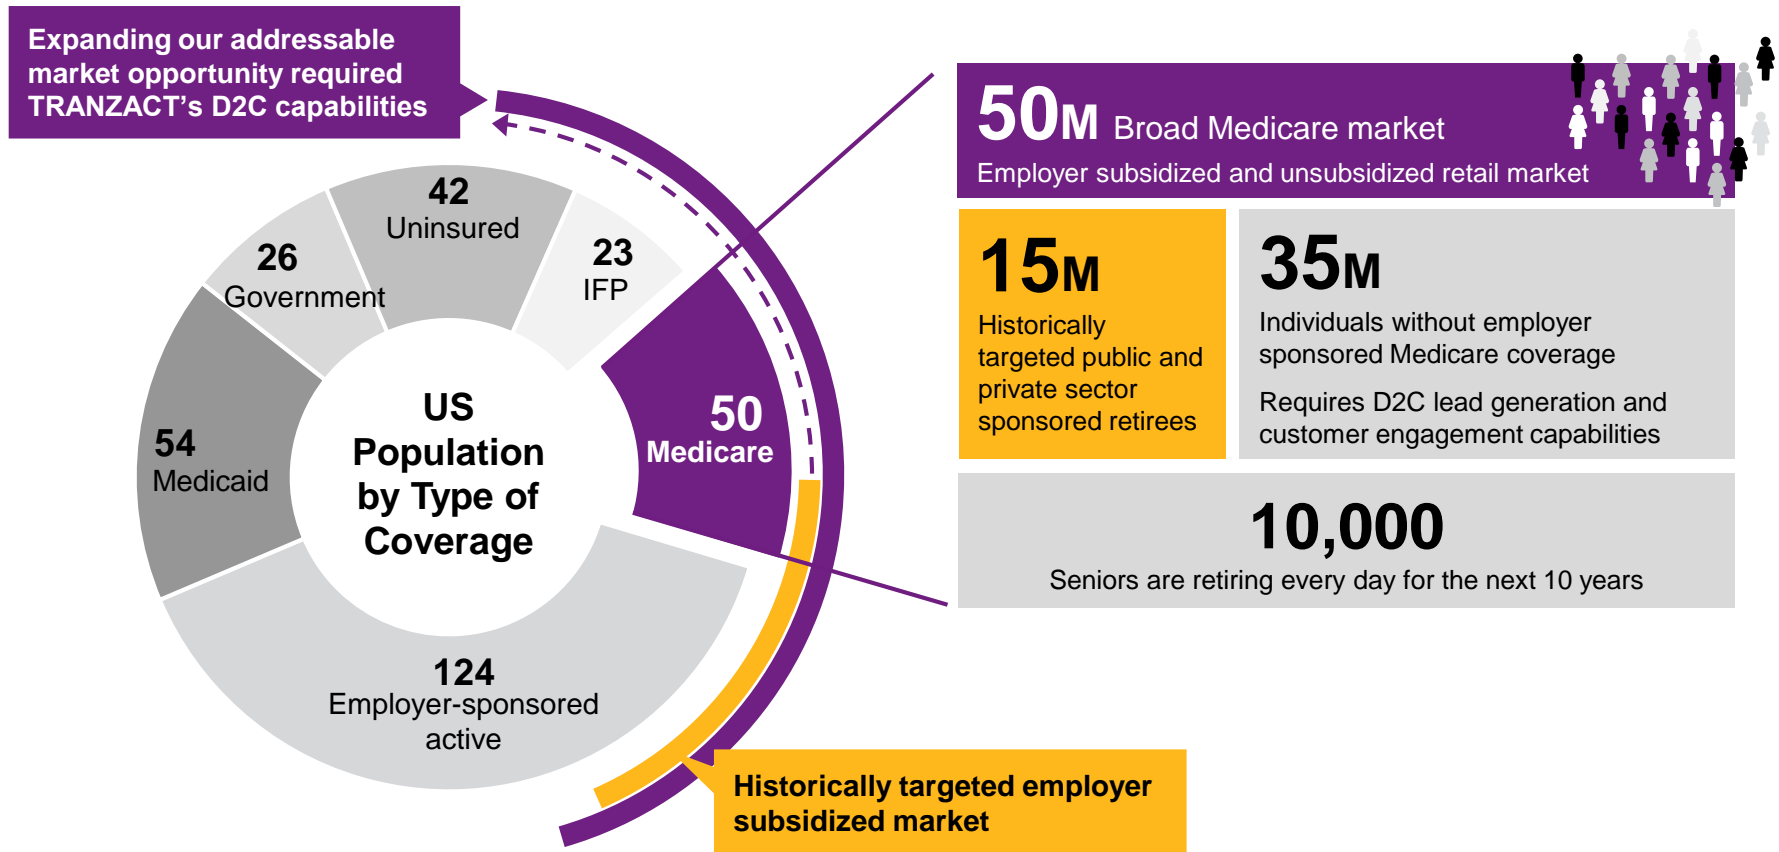 Expanding our addressable
market opportunity required
TRANZACT's D2C capabilities
42
Uninsured
26
Government
23
IFP
54
Medicaid
US
Population
by Type of
Coverage
50
Medicare
124
Employer-sponsored
active
Historically targeted employer
subsidized market
50M Broad Medicare market
Employer subsidized and unsubsidized retail market
15M
Historically
targeted public and
private sector
sponsored retirees
35M
Individuals without employer
sponsored Medicare coverage
Requires D2C lead generation and
customer engagement capabilities
10,000
Seniors are retiring every day for the next 10 years